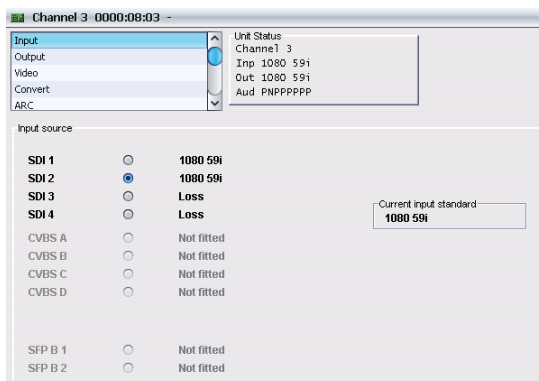 Channel 3 0000:08:03 -
Input
Output
Video
Convert
ARC
Unit Status
Channel 3
Inp 1080 59i
Out 1080 59i
Aud PNPPPPPP
Input source
SDI 1 1080 59i
SDI 2 1080 59i
SDI 3 Loss
SDI 4 Loss
Current input standard
1080 59i
CVBS A Not fitted
CVBS B Not fitted
CVBS C Not fitted
CVBS D Not fitted
SFP B 1 Not fitted
SFP B 2 Not fitted